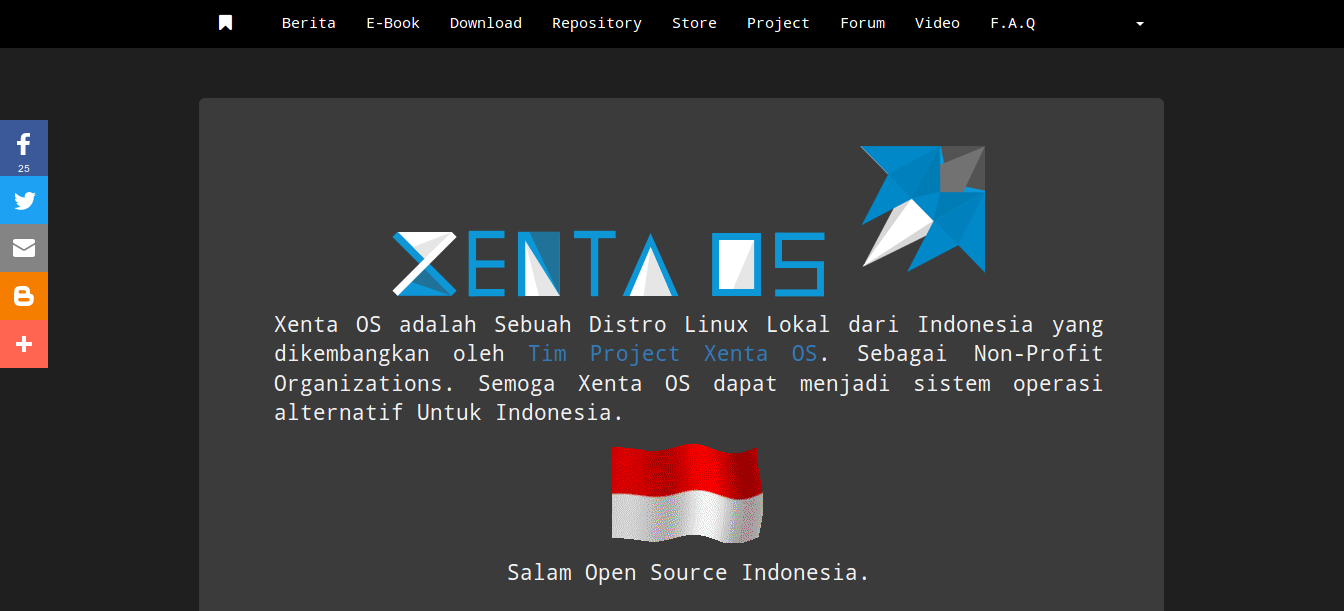 Berita E-Book Download Repository Store Project Forum Video F.A.Q
25
XENTA OS
Xenta OS adalah Sebuah Distro Linux Lokal dari Indonesia yang
dikembangkan oleh Tim Project Xenta OS. Sebagai Non-Profit
Organizations. Semoga Xenta OS dapat menjadi sistem operasi
alternatif Untuk Indonesia.
Salam Open Source Indonesia.